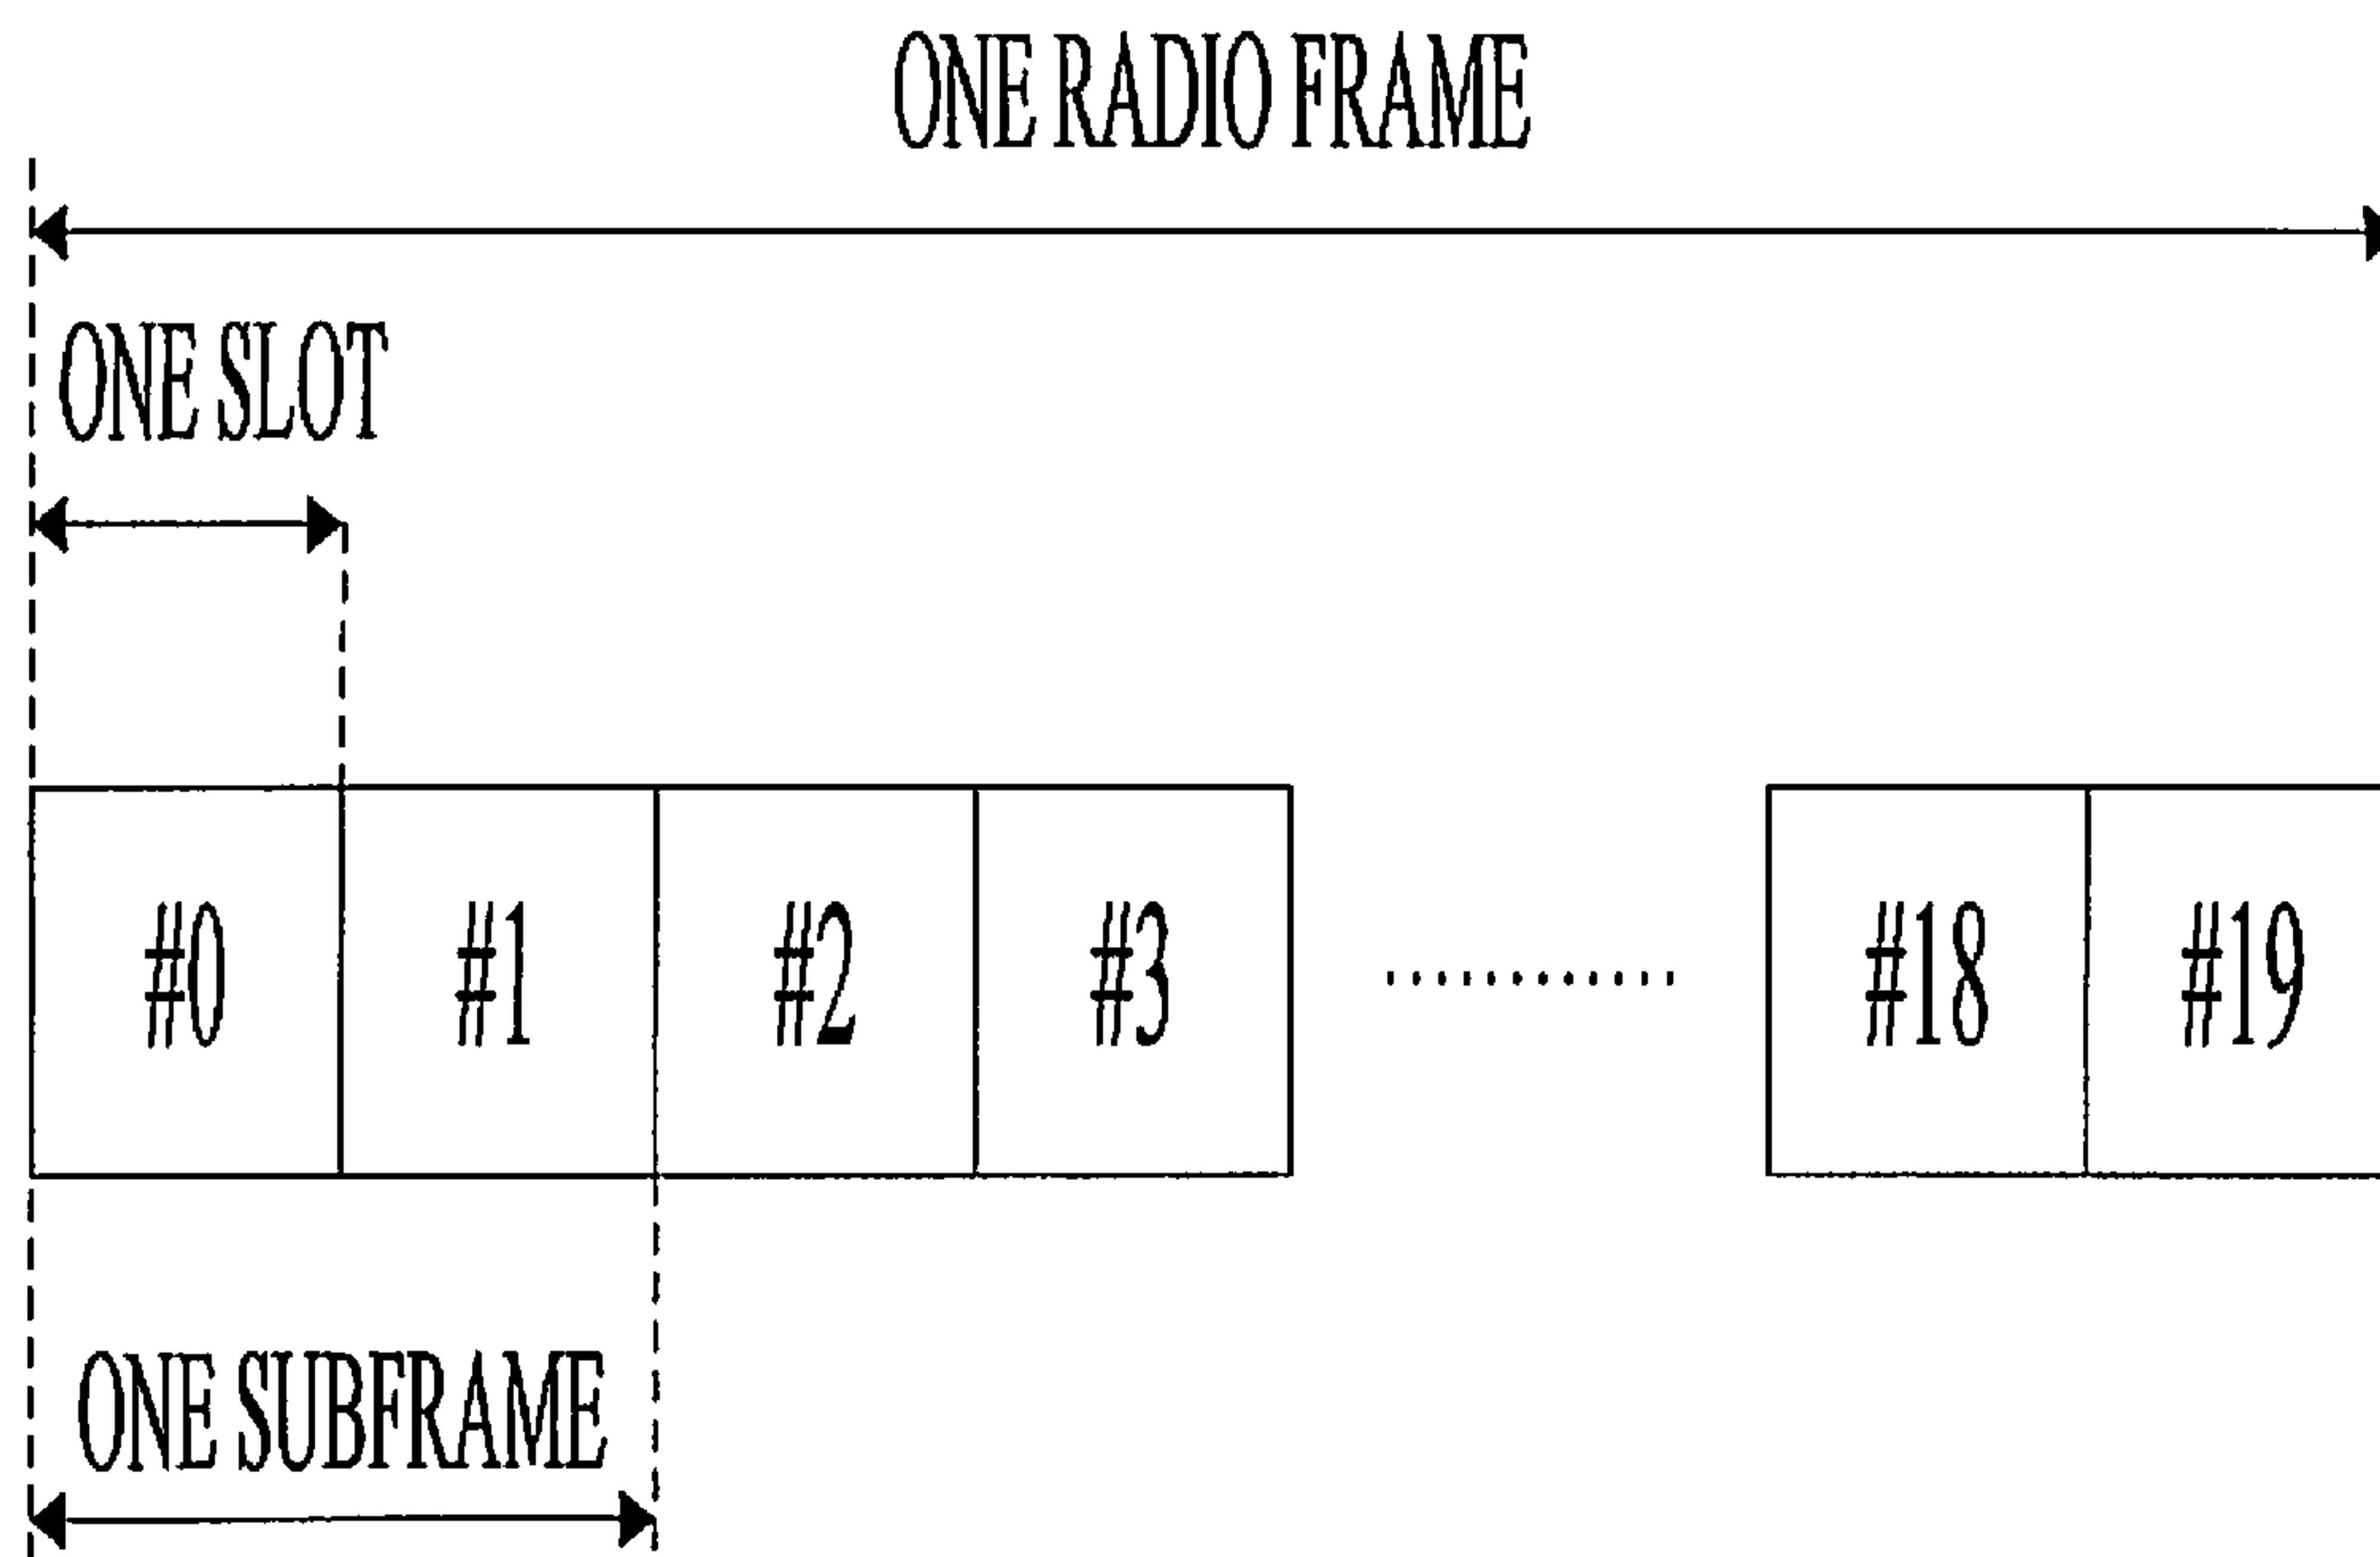 ONE RADIO FRAME
ONE SLOT
#0 #1 #2 #3 ............ #18 #19
ONE SUBFRAME